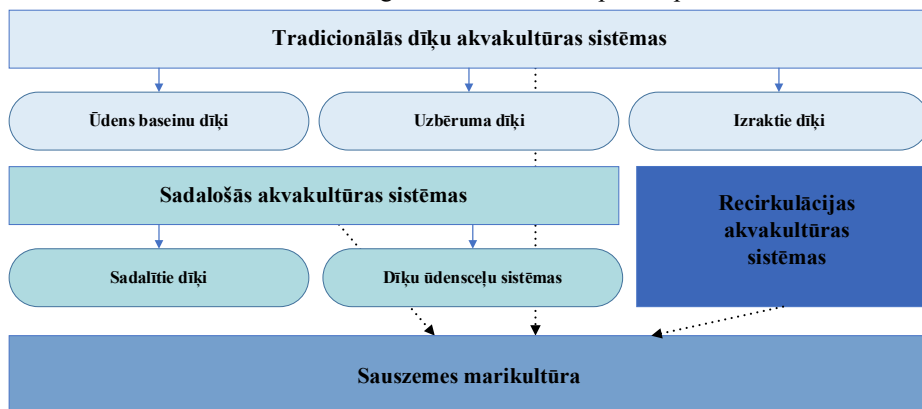 Tradicionālās dīķu akvakultūras sistēmas
Ūdens baseinu dīķi
Uzbēruma dīķi
Izraktie dīķi
Sadalošās akvakultūras sistēmas
Recirkulācijas
akvakultūras
sistēmas
Sadalītie dīķi
Dīķu ūdensceļu sistēmas
Sauszemes marikultūra